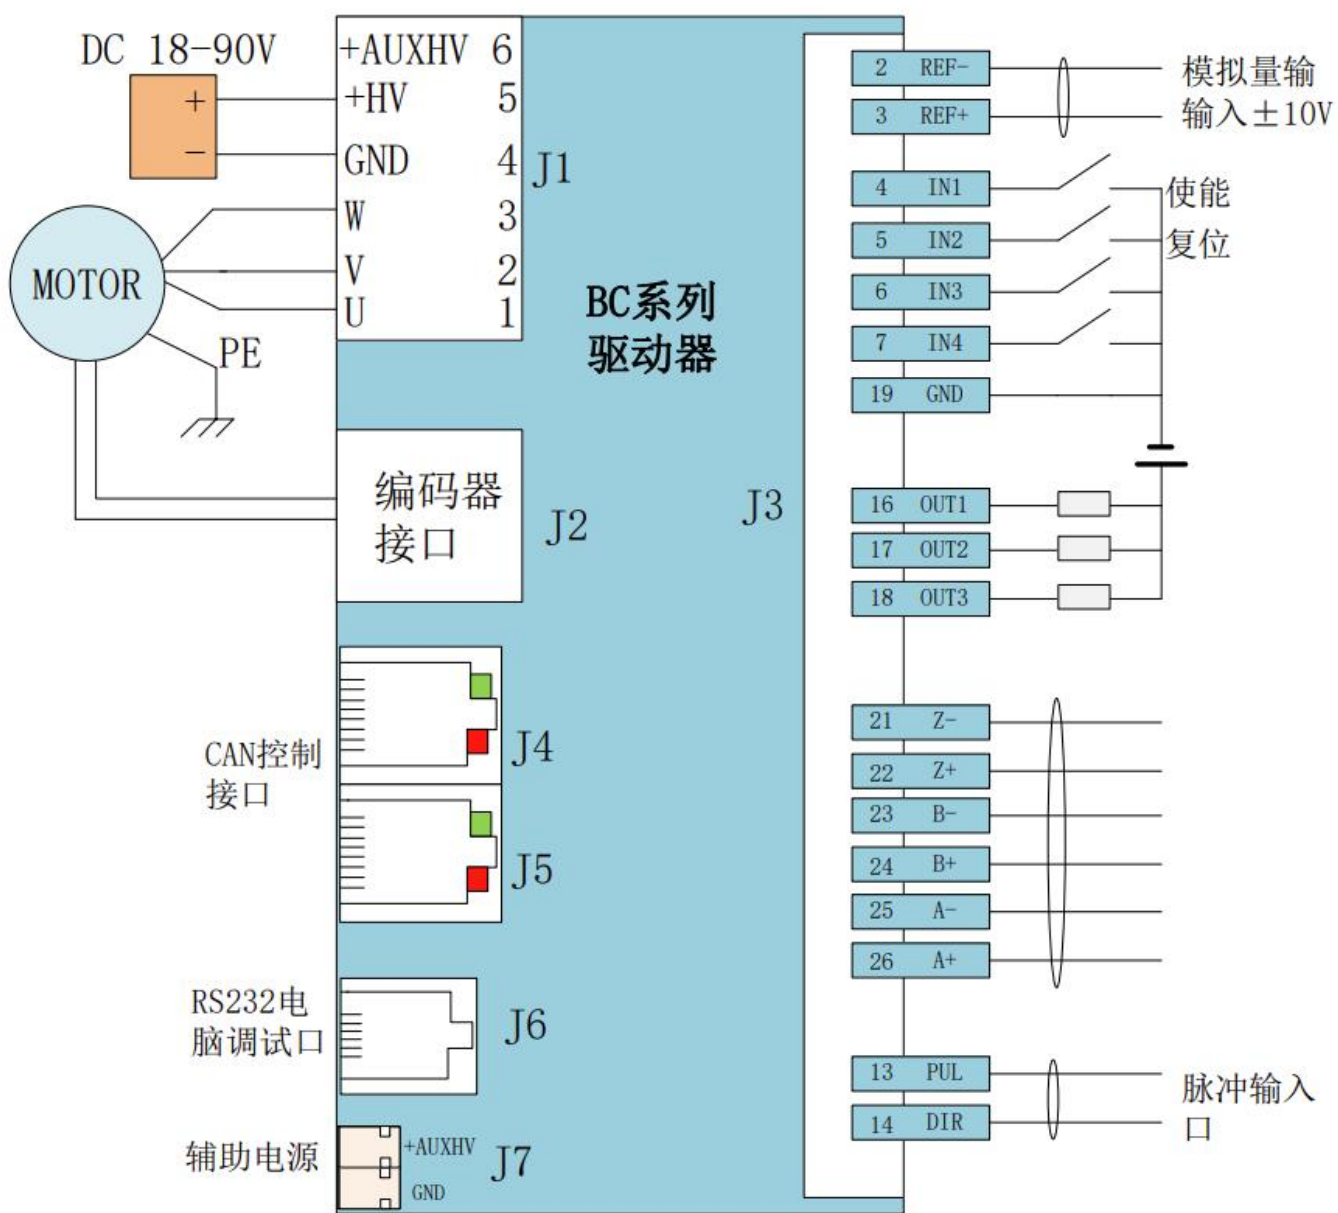 DC 18-90V
+
-
+AUXHV 6
+HV 5
GND 4
W 3
V 2
U 1
J1
MOTOR
PE
BC系列
驱动器
编码器
接口
J2
J3
CAN控制
接口
J4
J5
RS232电
脑调试口
J6
辅助电源
+AUXHV
GND
J7
2 REF-
3 REF+
模拟量输
输入±10V
4 IN1
使能
5 IN2
复位
6 IN3
7 IN4
19 GND
16 OUT1
17 OUT2
18 OUT3
21 Z-
22 Z+
23 B-
24 B+
25 A-
26 A+
13 PUL
14 DIR
脉冲输入
口